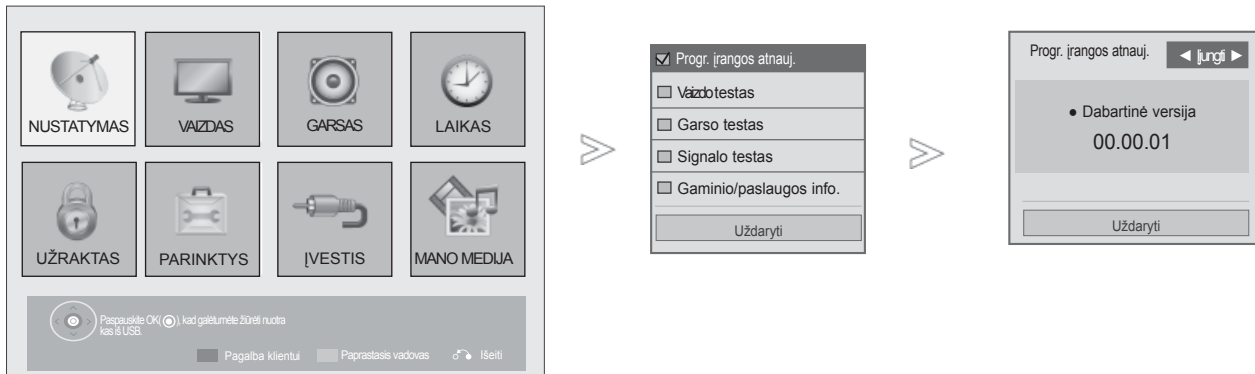 NUSTATYMAS
VAIZDAS
GARSAS
LAIKAS
UŽRAKTAS
PARINKTYS
ĮVESTIS
MANO MEDIJA
Paspauskite OK(◉), kad galėtumėte žiūrėti nuotra
kas iš USB.
Pagalba klientui
Paprastasis vadovas
Išeiti
Progr. įrangos atnauj.
Vaizdo testas
Garso testas
Signalo testas
Gaminio/paslaugos info.
Uždaryti
Progr. įrangos atnauj.
◄ Įjungti ►
● Dabartinė versija
00.00.01
Uždaryti